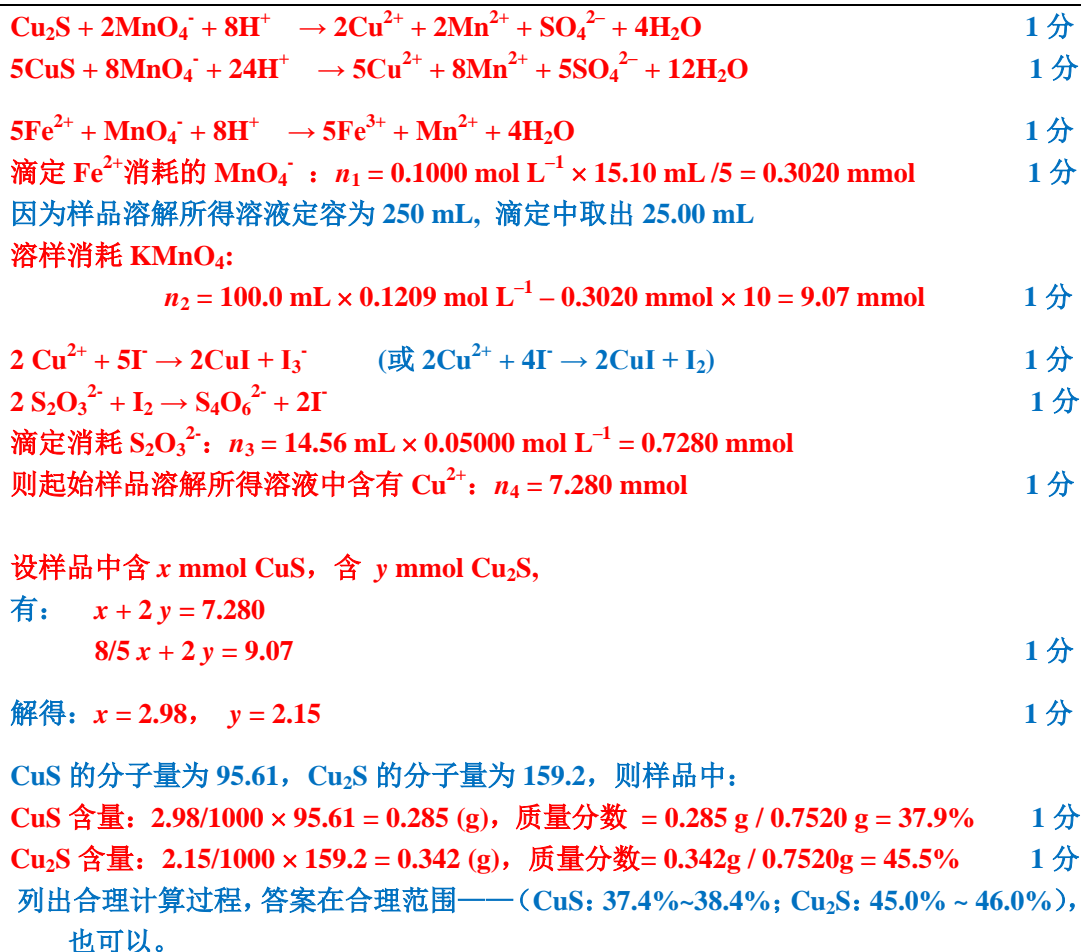 Cu₂S + 2MnO₄⁻ + 8H⁺ → 2Cu²⁺ + 2Mn²⁺ + SO₄²⁻ + 4H₂O 1 分
5CuS + 8MnO₄⁻ + 24H⁺ → 5Cu²⁺ + 8Mn²⁺ + 5SO₄²⁻ + 12H₂O 1 分
5Fe²⁺ + MnO₄⁻ + 8H⁺ → 5Fe³⁺ + Mn²⁺ + 4H₂O 1 分
滴定 Fe²⁺消耗的 MnO₄⁻ ：n₁ = 0.1000 mol L⁻¹ × 15.10 mL /5 = 0.3020 mmol 1 分
因为样品溶解所得溶液定容为 250 mL, 滴定中取出 25.00 mL
溶样消耗 KMnO₄:
n₂ = 100.0 mL × 0.1209 mol L⁻¹ – 0.3020 mmol × 10 = 9.07 mmol 1 分
2 Cu²⁺ + 5I⁻ → 2CuI + I₃⁻ (或 2Cu²⁺ + 4I⁻ → 2CuI + I₂) 1 分
2 S₂O₃²⁻ + I₂ → S₄O₆²⁻ + 2I⁻ 1 分
滴定消耗 S₂O₃²⁻：n₃ = 14.56 mL × 0.05000 mol L⁻¹ = 0.7280 mmol
则起始样品溶解所得溶液中含有 Cu²⁺：n₄ = 7.280 mmol 1 分
设样品中含 x mmol CuS，含 y mmol Cu₂S,
有： x + 2 y = 7.280
8/5 x + 2 y = 9.07 1 分
解得：x = 2.98， y = 2.15 1 分
CuS 的分子量为 95.61，Cu₂S 的分子量为 159.2，则样品中：
CuS 含量：2.98/1000 × 95.61 = 0.285 (g)，质量分数 = 0.285 g / 0.7520 g = 37.9% 1 分
Cu₂S 含量：2.15/1000 × 159.2 = 0.342 (g)，质量分数= 0.342g / 0.7520g = 45.5% 1 分
列出合理计算过程，答案在合理范围——（CuS：37.4%~38.4%；Cu₂S：45.0% ~ 46.0%），
也可以。